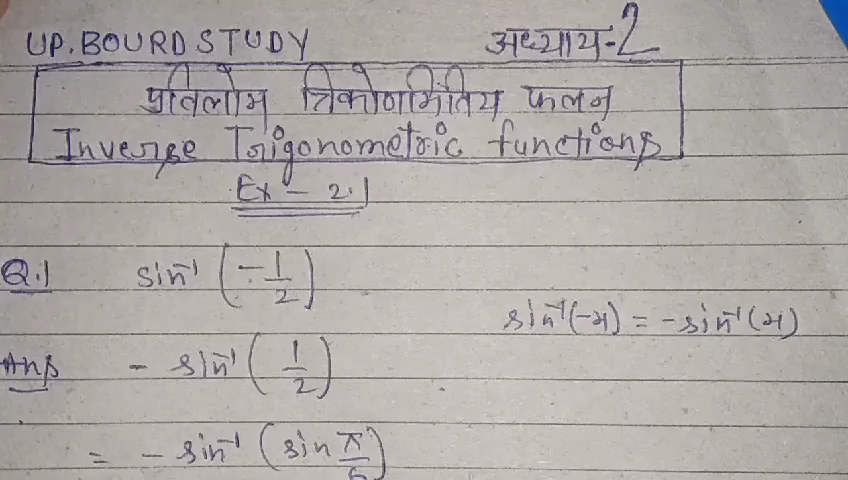 UP. BOURD STUDY अध्याय-2
प्रतिलोम त्रिकोणमितिय फलन
Inverse Trigonometric functions
Ex - 2.1
Q.1 sin⁻¹ (-1/2)
sin⁻¹(-x) = -sin⁻¹(x)
Ans - sin⁻¹ (1/2)
= - sin⁻¹ (sin π/6)